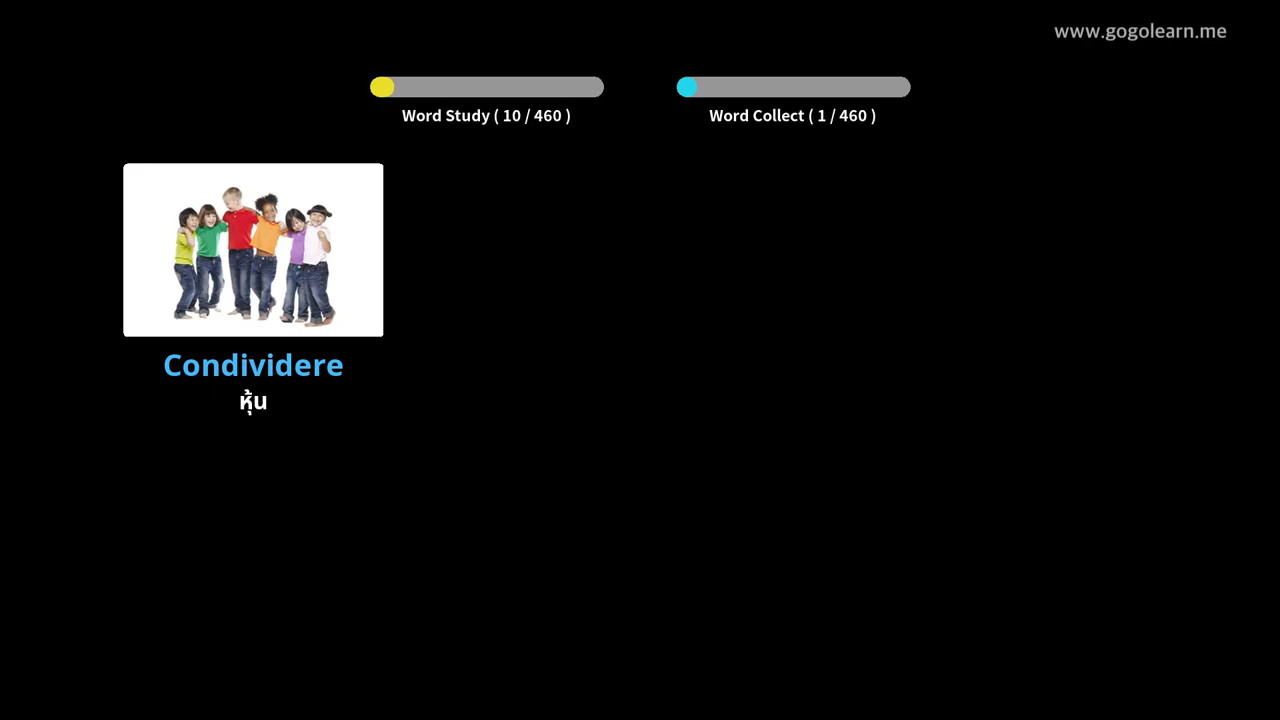 www.gogolearn.me
Word Study ( 10 / 460 )
Word Collect ( 1 / 460 )
Condividere
หุ้น